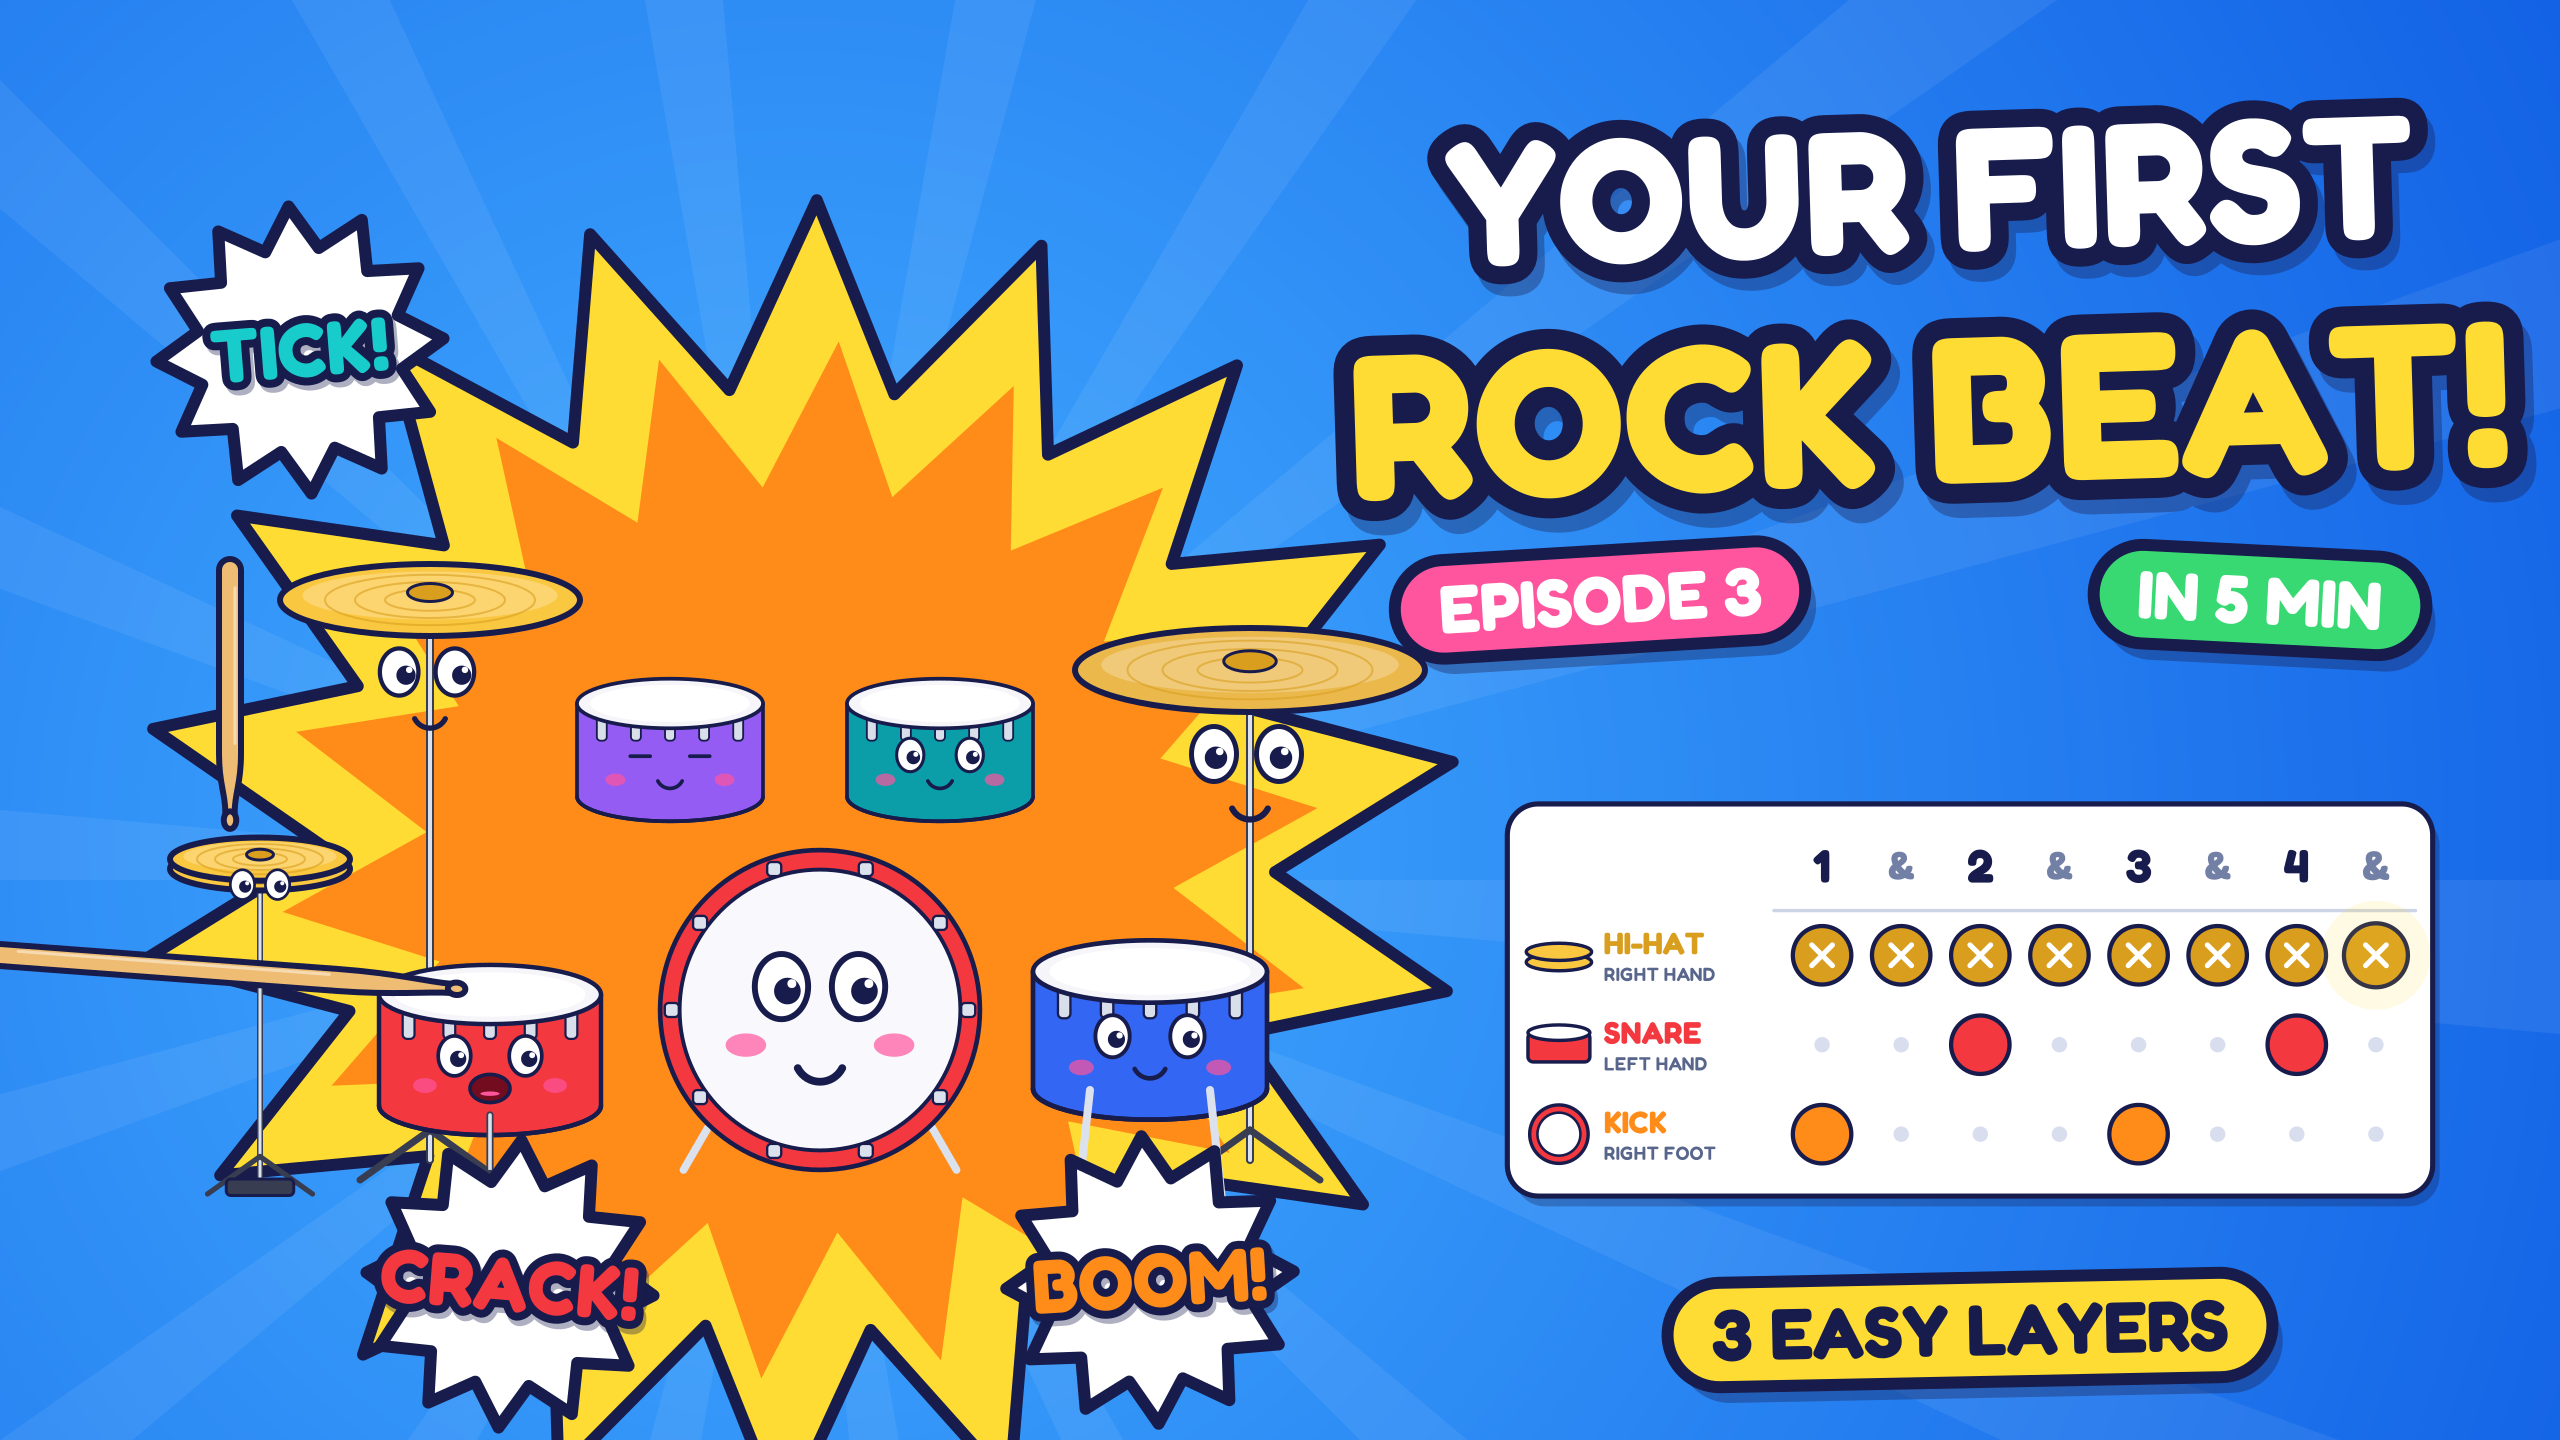 YOUR FIRST
ROCK BEAT!
TICK!
EPISODE 3
IN 5 MIN
1 & 2 & 3 & 4 &
HI-HAT
RIGHT HAND
SNARE
LEFT HAND
KICK
RIGHT FOOT
CRACK!
BOOM!
3 EASY LAYERS